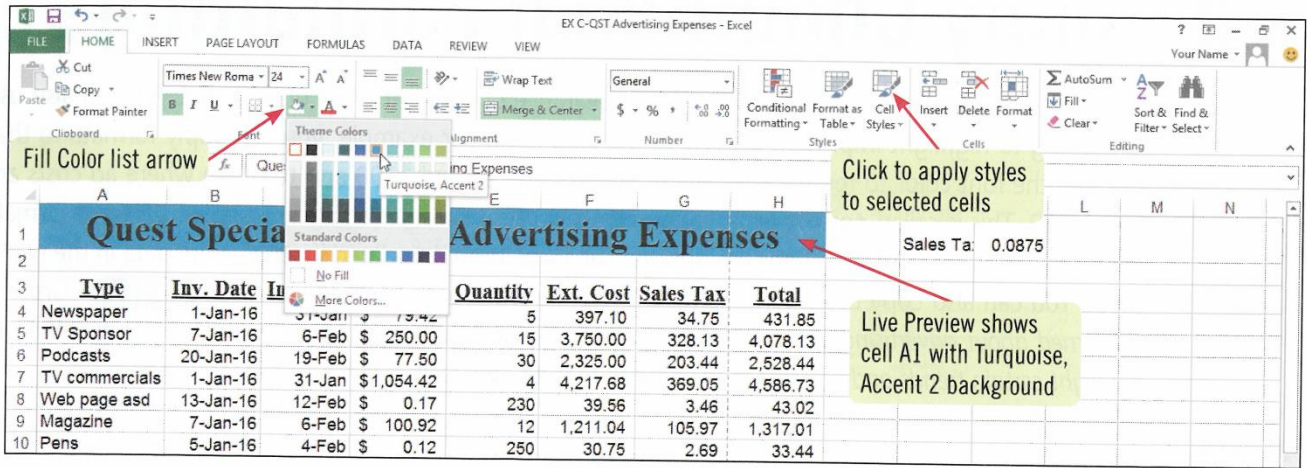 EX C-QST Advertising Expenses - Excel
FILE HOME INSERT PAGE LAYOUT FORMULAS DATA REVIEW VIEW
Your Name
Cut
Copy
Format Painter
Paste
Clipboard
Times New Roma 24
B I U
Font
Wrap Text
Merge & Center
Alignment
General
$ % ,
Number
Conditional Formatting
Format as Table
Cell Styles
Styles
Insert Delete Format
Cells
AutoSum
Fill
Clear
Sort & Filter
Find & Select
Editing
Theme Colors
Turquoise, Accent 2
Standard Colors
No Fill
More Colors...
Fill Color list arrow
Click to apply styles
to selected cells
Live Preview shows
cell A1 with Turquoise,
Accent 2 background
fx Expenses
A B E F G H L M N
1 Quest Advertising Expenses Sales Ta: 0.0875
2
3 Type Inv. Date Quantity Ext. Cost Sales Tax Total
4 Newspaper 1-Jan-16 31-Jan $ 79.42 5 397.10 34.75 431.85
5 TV Sponsor 7-Jan-16 6-Feb $ 250.00 15 3,750.00 328.13 4,078.13
6 Podcasts 20-Jan-16 19-Feb $ 77.50 30 2,325.00 203.44 2,528.44
7 TV commercials 1-Jan-16 31-Jan $1,054.42 4 4,217.68 369.05 4,586.73
8 Web page asd 13-Jan-16 12-Feb $ 0.17 230 39.56 3.46 43.02
9 Magazine 7-Jan-16 6-Feb $ 100.92 12 1,211.04 105.97 1,317.01
10 Pens 5-Jan-16 4-Feb $ 0.12 250 30.75 2.69 33.44